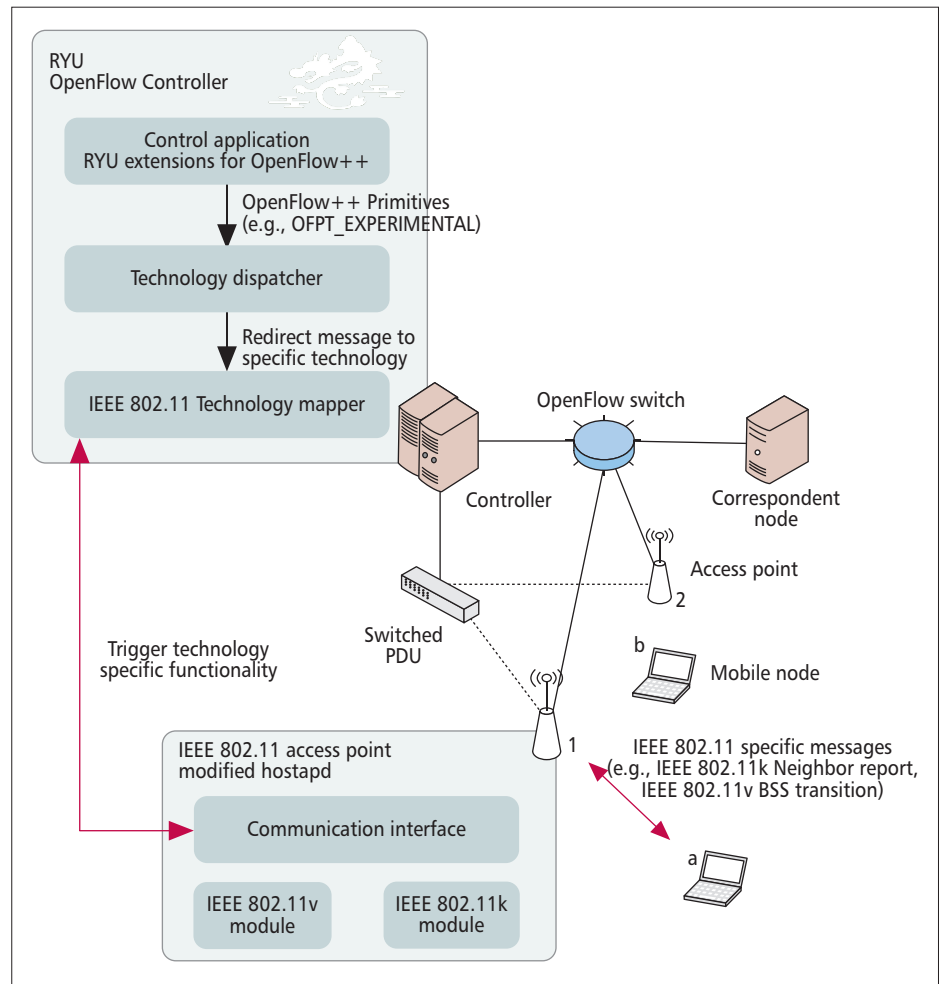 RYU
OpenFlow Controller
Control application
RYU extensions for OpenFlow++
OpenFlow++ Primitives
(e.g., OFPT_EXPERIMENTAL)
Technology dispatcher
Redirect message to
specific technology
IEEE 802.11 Technology mapper
OpenFlow switch
Controller
Correspondent
node
Access point
2
Switched
PDU
Trigger technology
specific functionality
b
Mobile node
1
IEEE 802.11 specific messages
(e.g., IEEE 802.11k Neighbor report,
IEEE 802.11v BSS transition)
IEEE 802.11 access point
modified hostapd
Communication interface
a
IEEE 802.11v
module
IEEE 802.11k
module